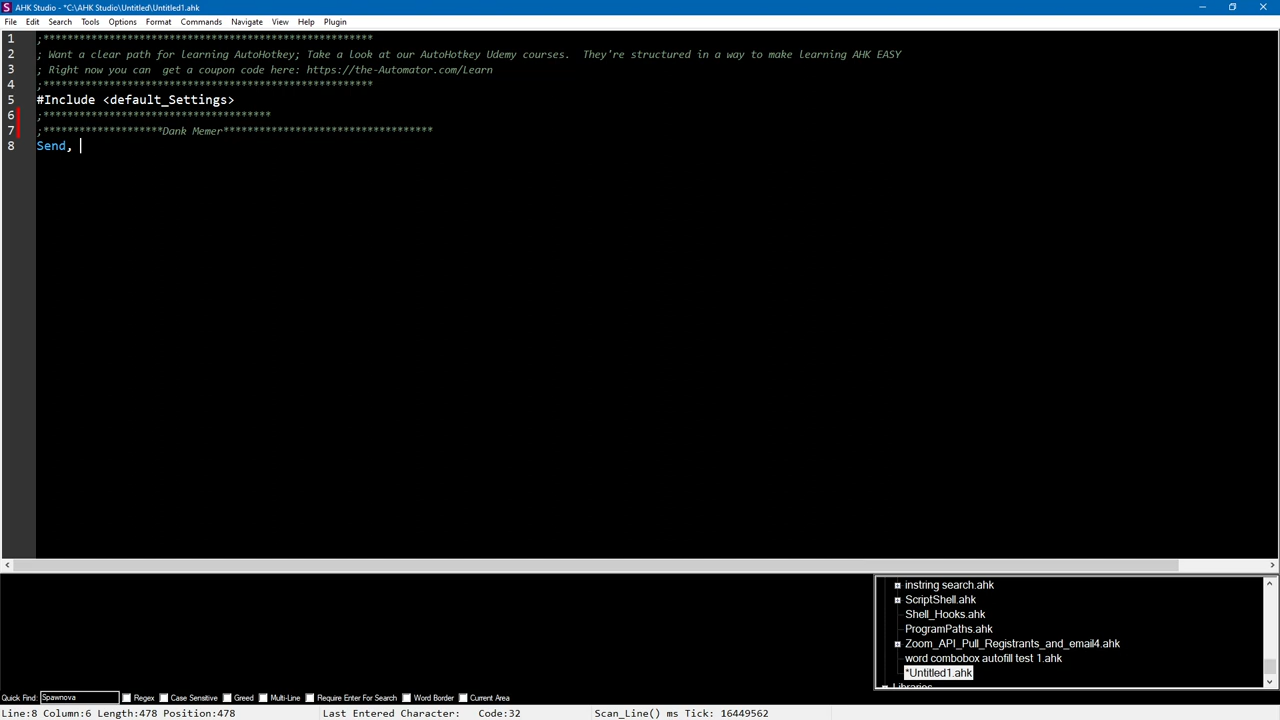 AHK Studio - *C:\AHK Studio\Untitled\Untitled1.ahk
File Edit Search Tools Options Format Commands Navigate View Help Plugin
1 ;*******************************************************
2 ; Want a clear path for learning AutoHotkey; Take a look at our AutoHotkey Udemy courses. They're structured in a way to make learning AHK EASY
3 ; Right now you can get a coupon code here: https://the-Automator.com/Learn
4 ;*******************************************************
5 #Include <default_Settings>
6 ;**************************************
7 ;********************Dank Memer***********************************
8 Send,
instring search.ahk
ScriptShell.ahk
Shell_Hooks.ahk
ProgramPaths.ahk
Zoom_API_Pull_Registrants_and_email4.ahk
word combobox autofill test 1.ahk
*Untitled1.ahk
Libraries
Quick Find: Spawnova Regex Case Sensitive Greed Multi-Line Require Enter For Search Word Border Current Area
Line:8 Column:6 Length:478 Position:478 Last Entered Character: Code:32 Scan_Line() ms Tick: 16449562